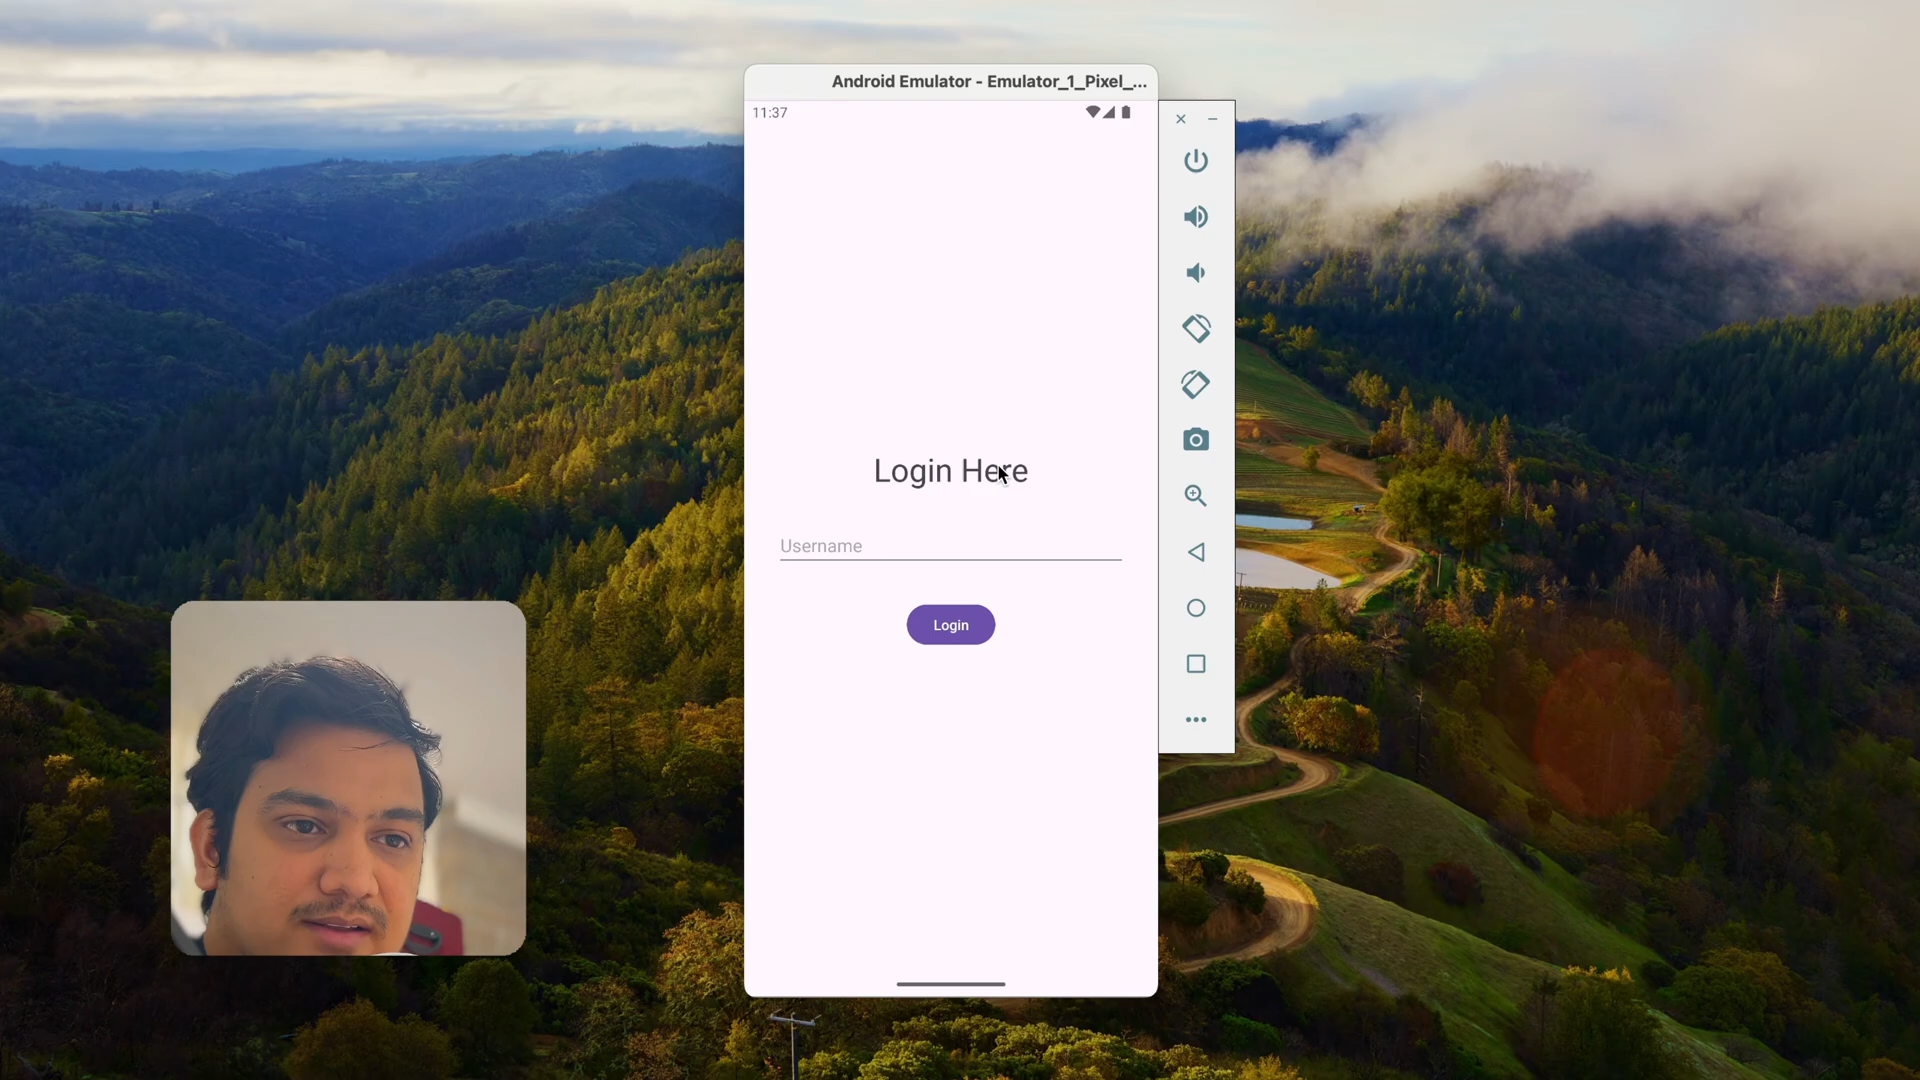 Android Emulator - Emulator_1_Pixel_...
11:37
Login Here
Username
Login